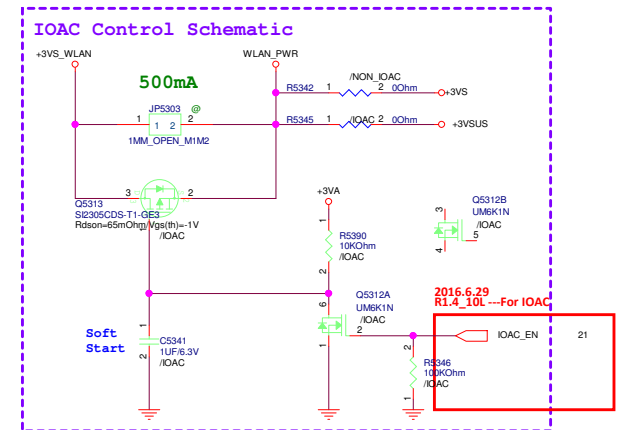 IOAC Control Schematic
+3VS_WLAN
WLAN_PWR
500mA
/NON_IOAC
R5342 1 2 0Ohm +3VS
JP5303 @
1 1 2 2
R5345 1 /IOAC 2 0Ohm +3VSUS
1MM_OPEN_M1M2
3 2
+3VA
Q5313
SI2305CDS-T1-GE3
Rdson=65mOhm/Vgs(th)=-1V
/IOAC
1
Q5312B
UM6K1N
/IOAC
3
5
4
1
R5390
10KOhm
/IOAC
2
2016.6.29
R1.4_10L ---For IOAC
Q5312A
UM6K1N
/IOAC
6
2
1
IOAC_EN 21
Soft
Start
1
C5341
1UF/6.3V
/IOAC
2
2
R5346
100KOhm
/IOAC
1